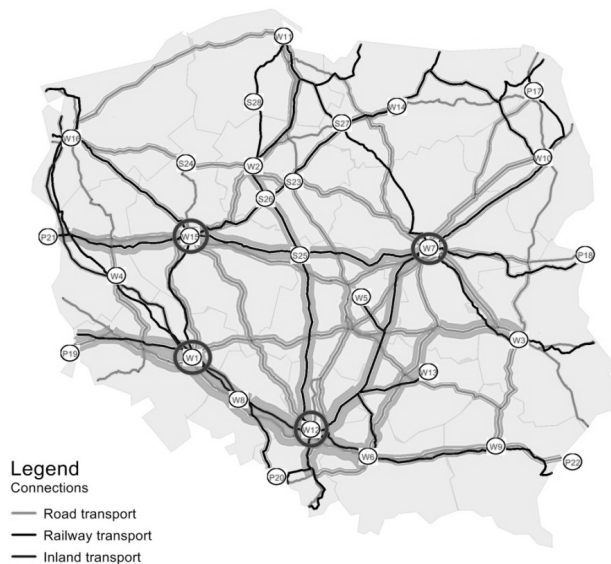 W11
P17
S28
W14
S27
W16
W10
S24
W2
S23
S26
W15
P21
W7
S25
P18
W4
W5
W3
P19
W1
W13
W8
W12
W9
W6
P22
P20
Legend
Connections
Road transport
Railway transport
Inland transport